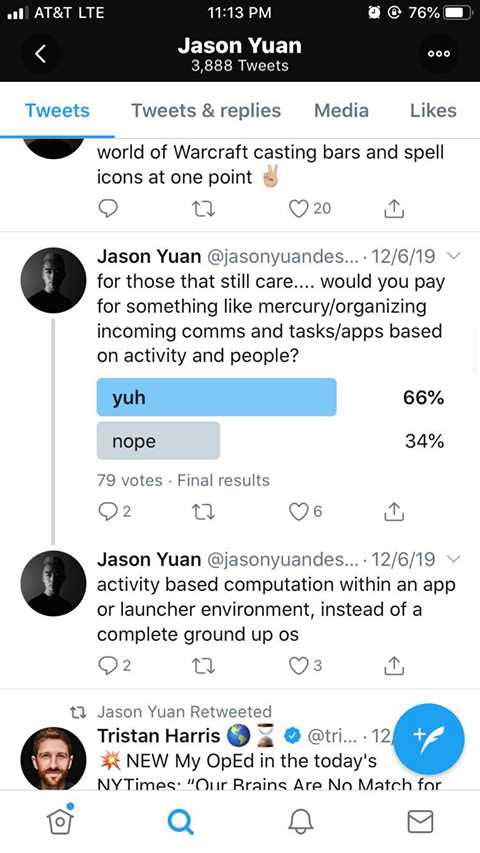 AT&T LTE 11:13 PM 76%
Jason Yuan
3,888 Tweets
Tweets Tweets & replies Media Likes
world of Warcraft casting bars and spell
icons at one point ✌🏼
20
Jason Yuan @jasonyuandes... · 12/6/19
for those that still care.... would you pay
for something like mercury/organizing
incoming comms and tasks/apps based
on activity and people?
yuh 66%
nope 34%
79 votes · Final results
2 6
Jason Yuan @jasonyuandes... · 12/6/19
activity based computation within an app
or launcher environment, instead of a
complete ground up os
2 3
Jason Yuan Retweeted
Tristan Harris 🌎⏳ @tri... · 12/
💥 NEW My OpEd in the today's
NYTimes: “Our Brains Are No Match for